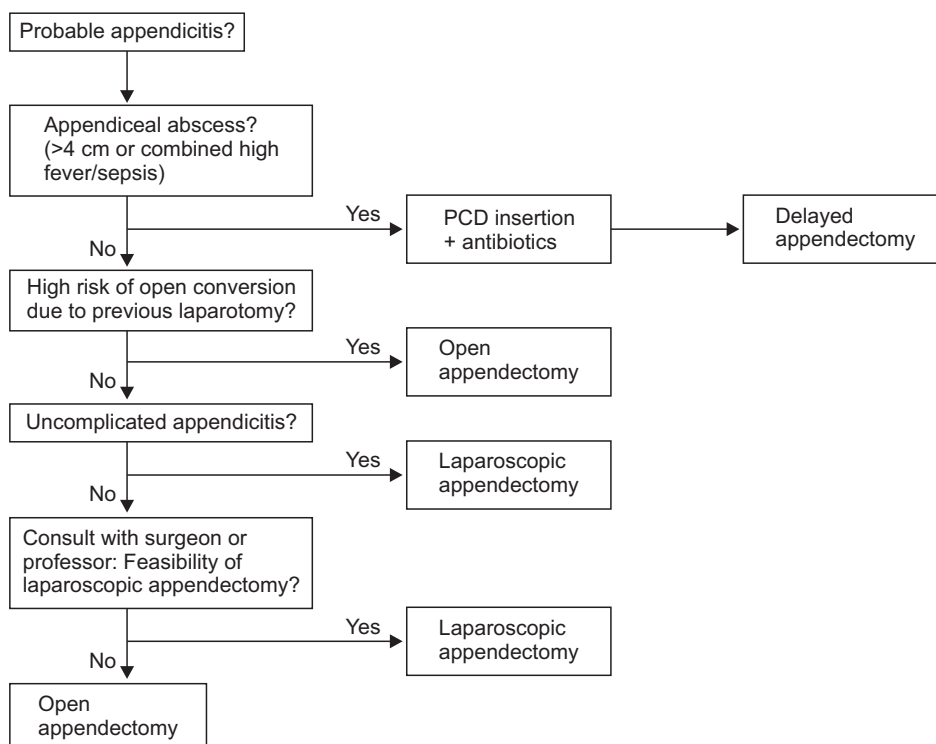 Probable appendicitis?
Appendiceal abscess?
(>4 cm or combined high
fever/sepsis)
Yes
PCD insertion
+ antibiotics
Delayed
appendectomy
No
High risk of open conversion
due to previous laparotomy?
Yes
Open
appendectomy
No
Uncomplicated appendicitis?
Yes
Laparoscopic
appendectomy
No
Consult with surgeon or
professor: Feasibility of
laparoscopic appendectomy?
Yes
Laparoscopic
appendectomy
No
Open
appendectomy